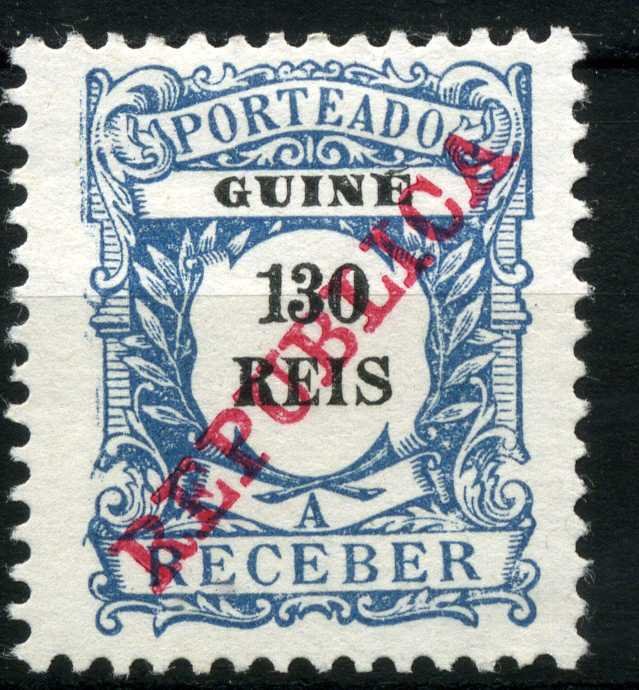 PORTEADO
GUINÉ
130
REIS
REPUBLICA
A
RECEBER